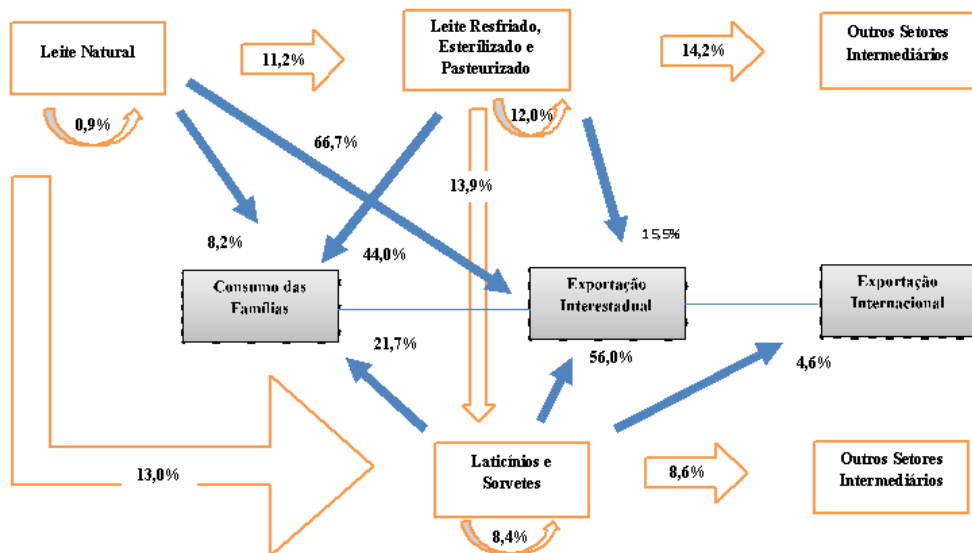 Leite Natural
11,2%
Leite Resfriado,
Esterilizado e
Pasteurizado
14,2%
Outros Setores
Intermediários
0,9%
12,0%
66,7%
13,9%
8,2%
44,0%
15,5%
Consumo das
Famílias
Exportação
Interestadual
Exportação
Internacional
21,7%
56,0%
4,6%
13,0%
Laticínios e
Sorvetes
8,6%
Outros Setores
Intermediários
8,4%